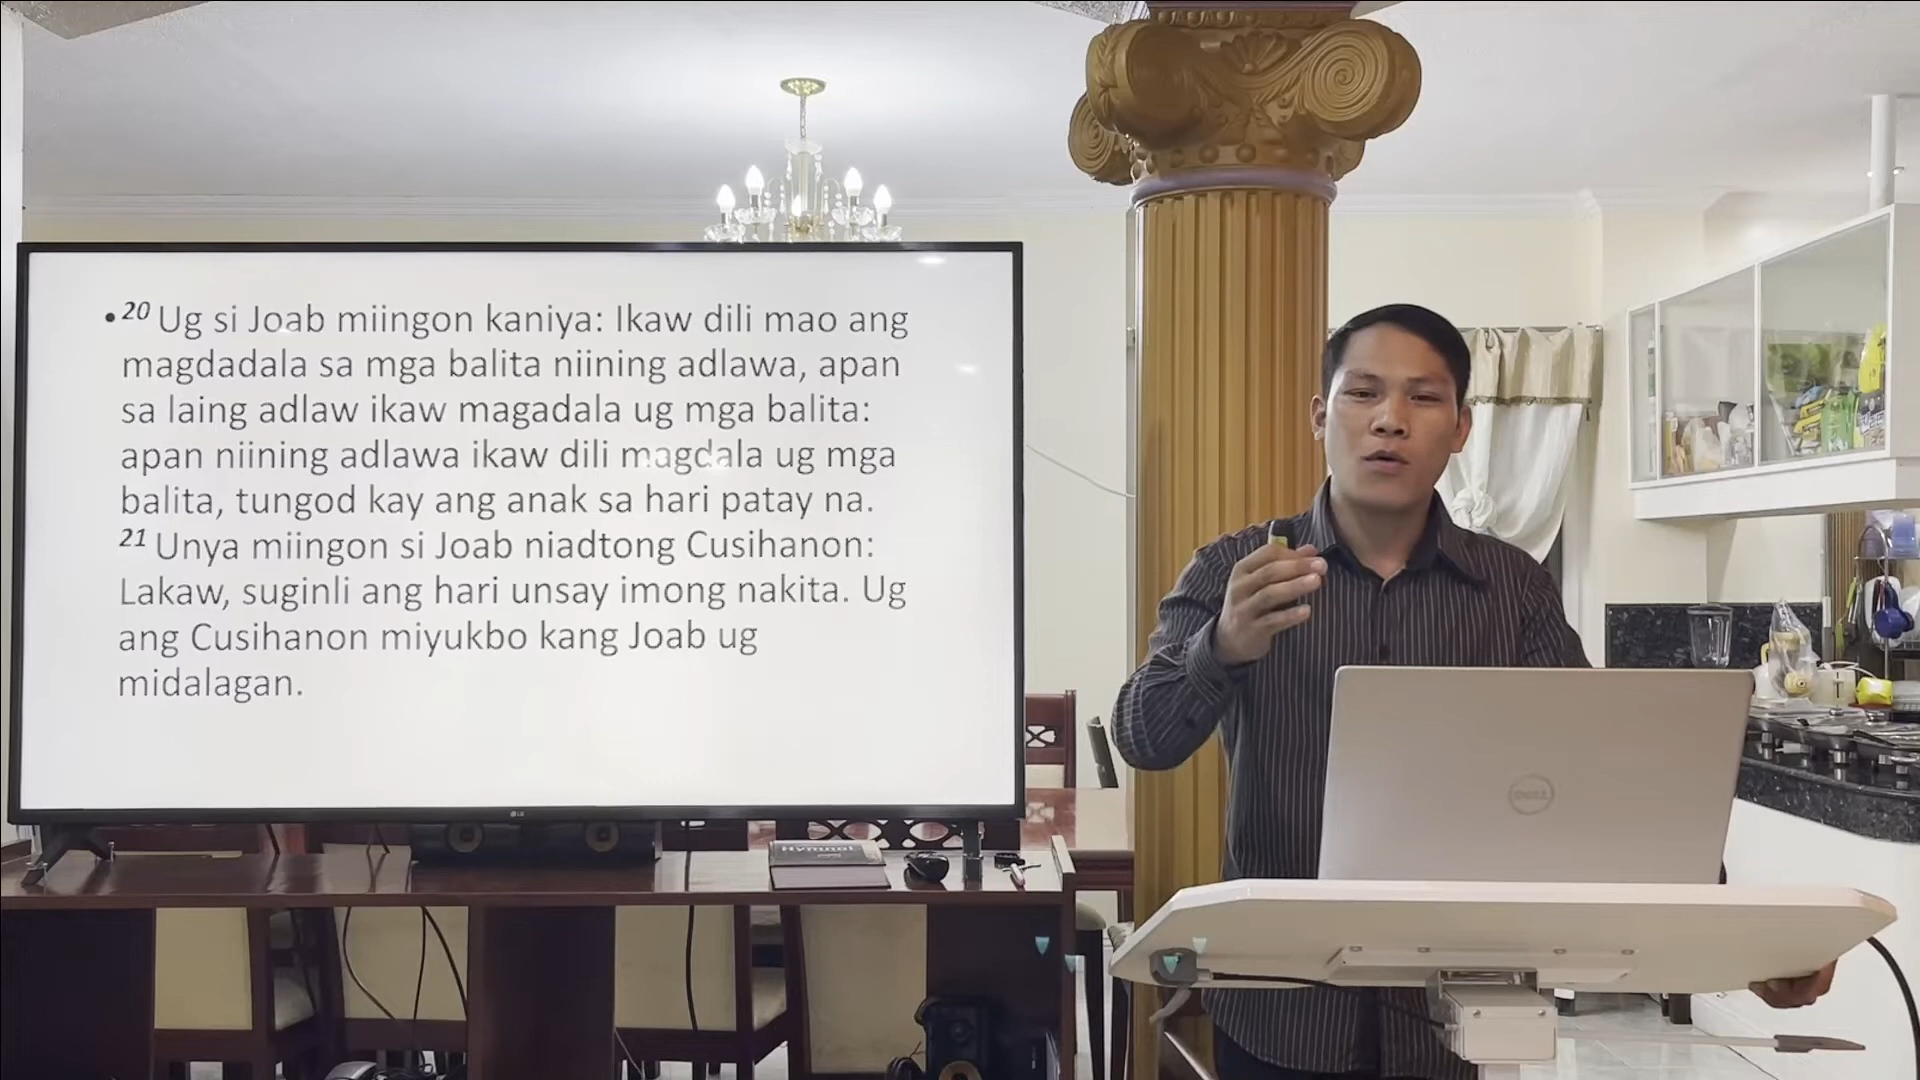 • 20 Ug si Joab miingon kaniya: Ikaw dili mao ang
magdadala sa mga balita niining adlawa, apan
sa laing adlaw ikaw magadala ug mga balita:
apan niining adlawa ikaw dili magdala ug mga
balita, tungod kay ang anak sa hari patay na.
21 Unya miingon si Joab niadtong Cusihanon:
Lakaw, suginli ang hari unsay imong nakita. Ug
ang Cusihanon miyukbo kang Joab ug
midalagan.
LG
Hymnal
DELL